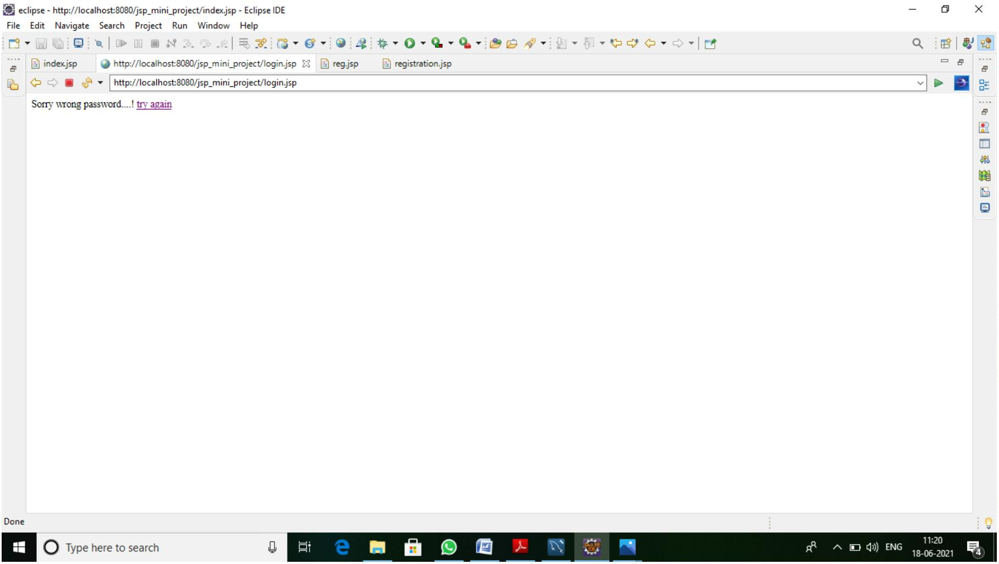 eclipse - http://localhost:8080/jsp_mini_project/index.jsp - Eclipse IDE
File Edit Navigate Search Project Run Window Help
index.jsp http://localhost:8080/jsp_mini_project/login.jsp reg.jsp registration.jsp
http://localhost:8080/jsp_mini_project/login.jsp
Sorry wrong password....! try again
Done
Type here to search
ENG
11:20
18-06-2021
4